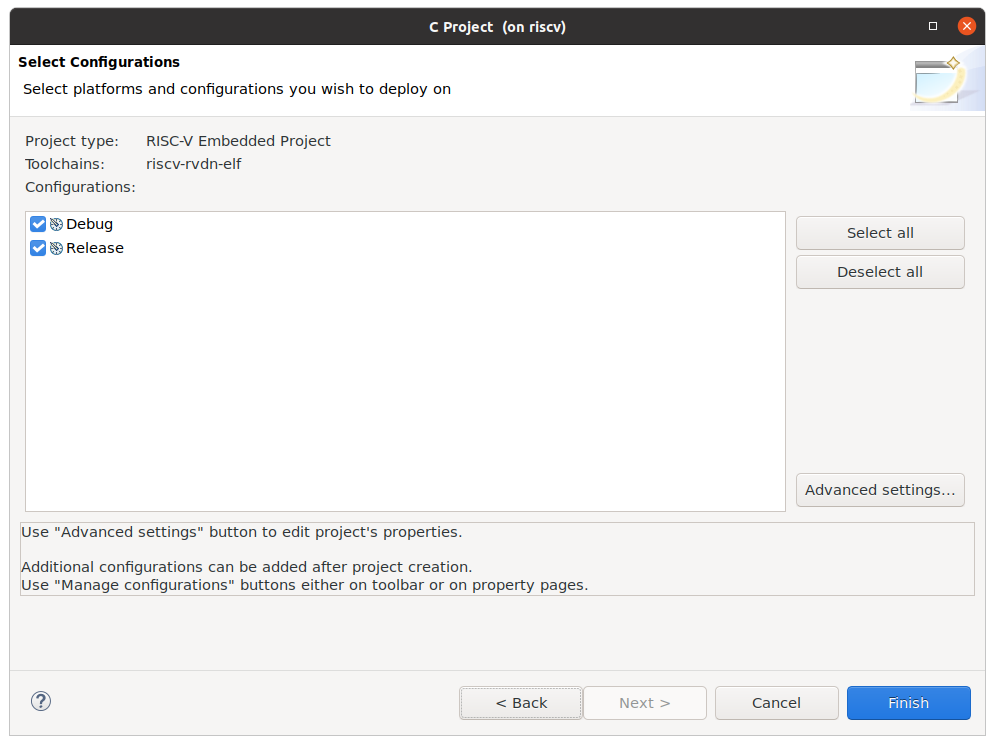 C Project (on riscv)
Select Configurations
Select platforms and configurations you wish to deploy on
Project type: RISC-V Embedded Project
Toolchains: riscv-rvdn-elf
Configurations:
Debug
Release
Select all
Deselect all
Advanced settings...
Use "Advanced settings" button to edit project's properties.
Additional configurations can be added after project creation.
Use "Manage configurations" buttons either on toolbar or on property pages.
?
< Back
Next >
Cancel
Finish